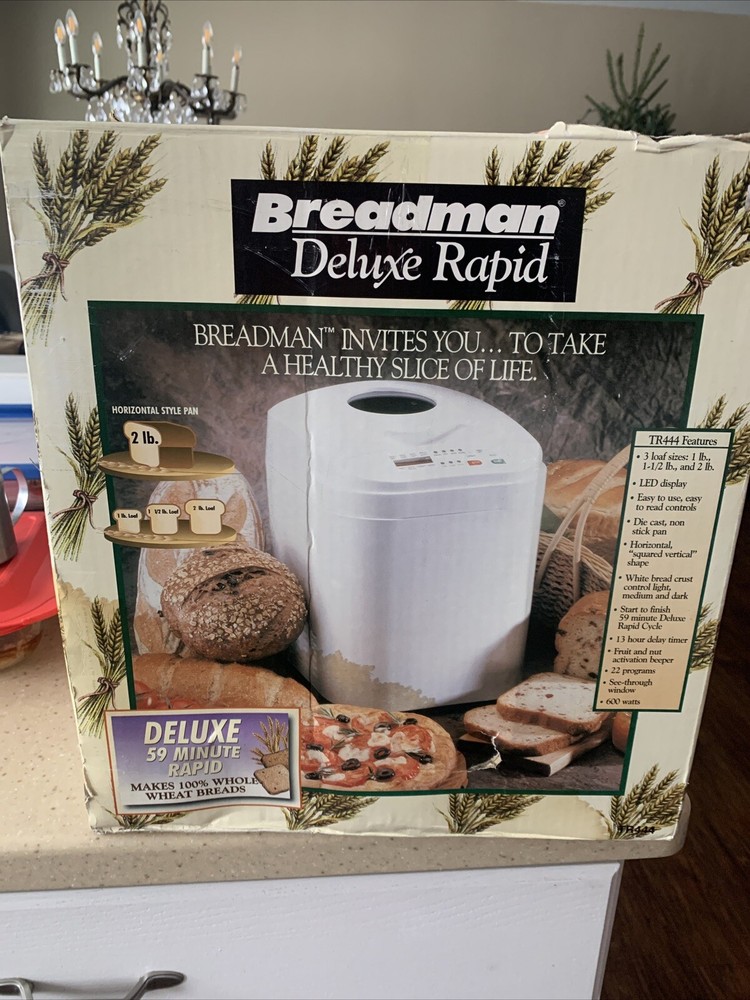 Breadman®
Deluxe Rapid
BREADMAN™ INVITES YOU... TO TAKE
A HEALTHY SLICE OF LIFE.
HORIZONTAL STYLE PAN
2 lb.
1 lb. Loaf
1 1/2 lb. Loaf
2 lb. Loaf
TR444 Features
• 3 loaf sizes: 1 lb.,
1-1/2 lb., and 2 lb.
• LED display
• Easy to use, easy
to read controls
• Die cast, non
stick pan
• Horizontal,
"squared vertical"
shape
• White bread crust
control light,
medium and dark
• Start to finish
59 minute Deluxe
Rapid Cycle
• 13 hour delay timer
• Fruit and nut
activation beeper
• 22 programs
• See-through
window
• 600 watts
DELUXE
59 MINUTE
RAPID
MAKES 100% WHOLE
WHEAT BREADS
TR444